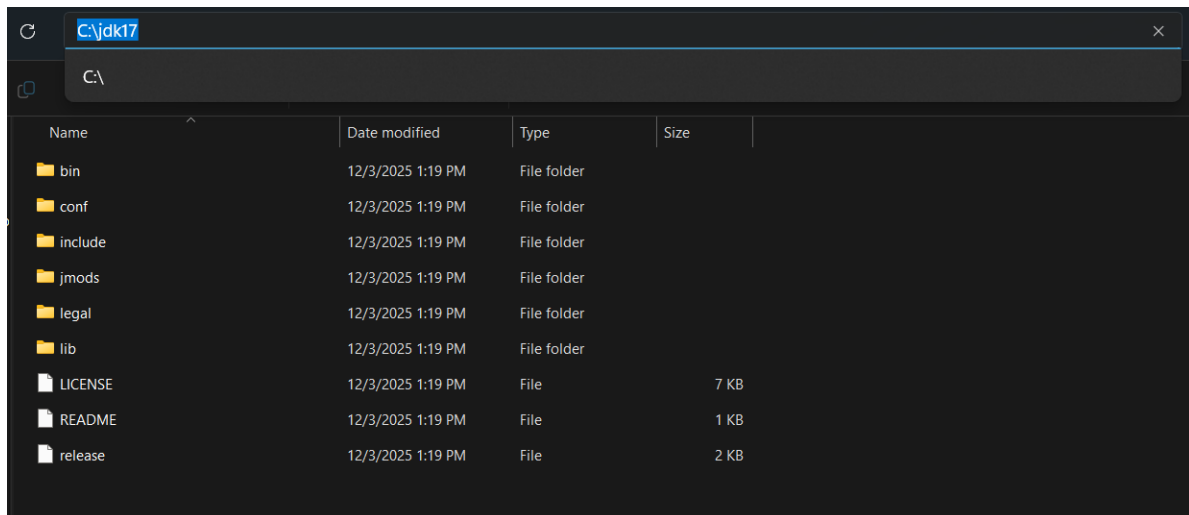 C:\jdk17
C:\
Name Date modified Type Size
bin 12/3/2025 1:19 PM File folder
conf 12/3/2025 1:19 PM File folder
include 12/3/2025 1:19 PM File folder
jmods 12/3/2025 1:19 PM File folder
legal 12/3/2025 1:19 PM File folder
lib 12/3/2025 1:19 PM File folder
LICENSE 12/3/2025 1:19 PM File 7 KB
README 12/3/2025 1:19 PM File 1 KB
release 12/3/2025 1:19 PM File 2 KB